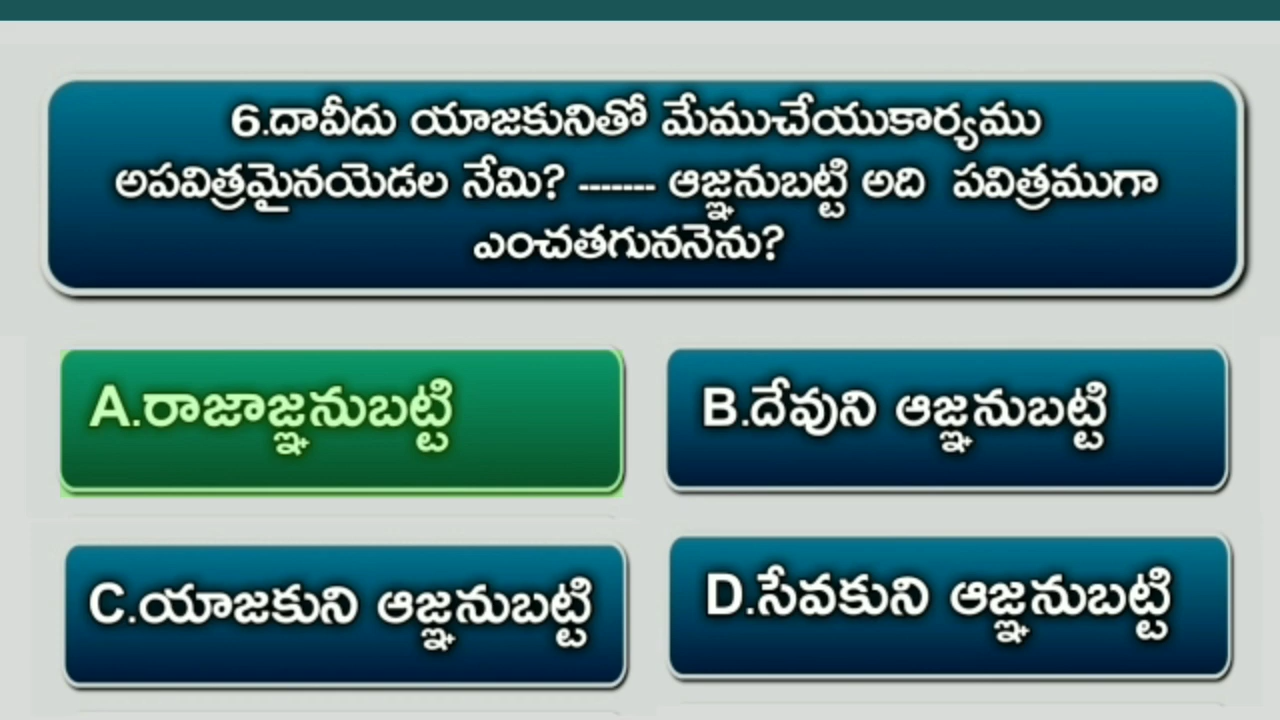 6.దావీదు యాజకునితో మేముచేయుకార్యము
అపవిత్రమైనయెడల నేమి? ------- ఆజ్ఞనుబట్టి అది పవిత్రముగా
ఎంచతగుననెను?
A.రాజాజ్ఞనుబట్టి
B.దేవుని ఆజ్ఞనుబట్టి
C.యాజకుని ఆజ్ఞనుబట్టి
D.సేవకుని ఆజ్ఞనుబట్టి